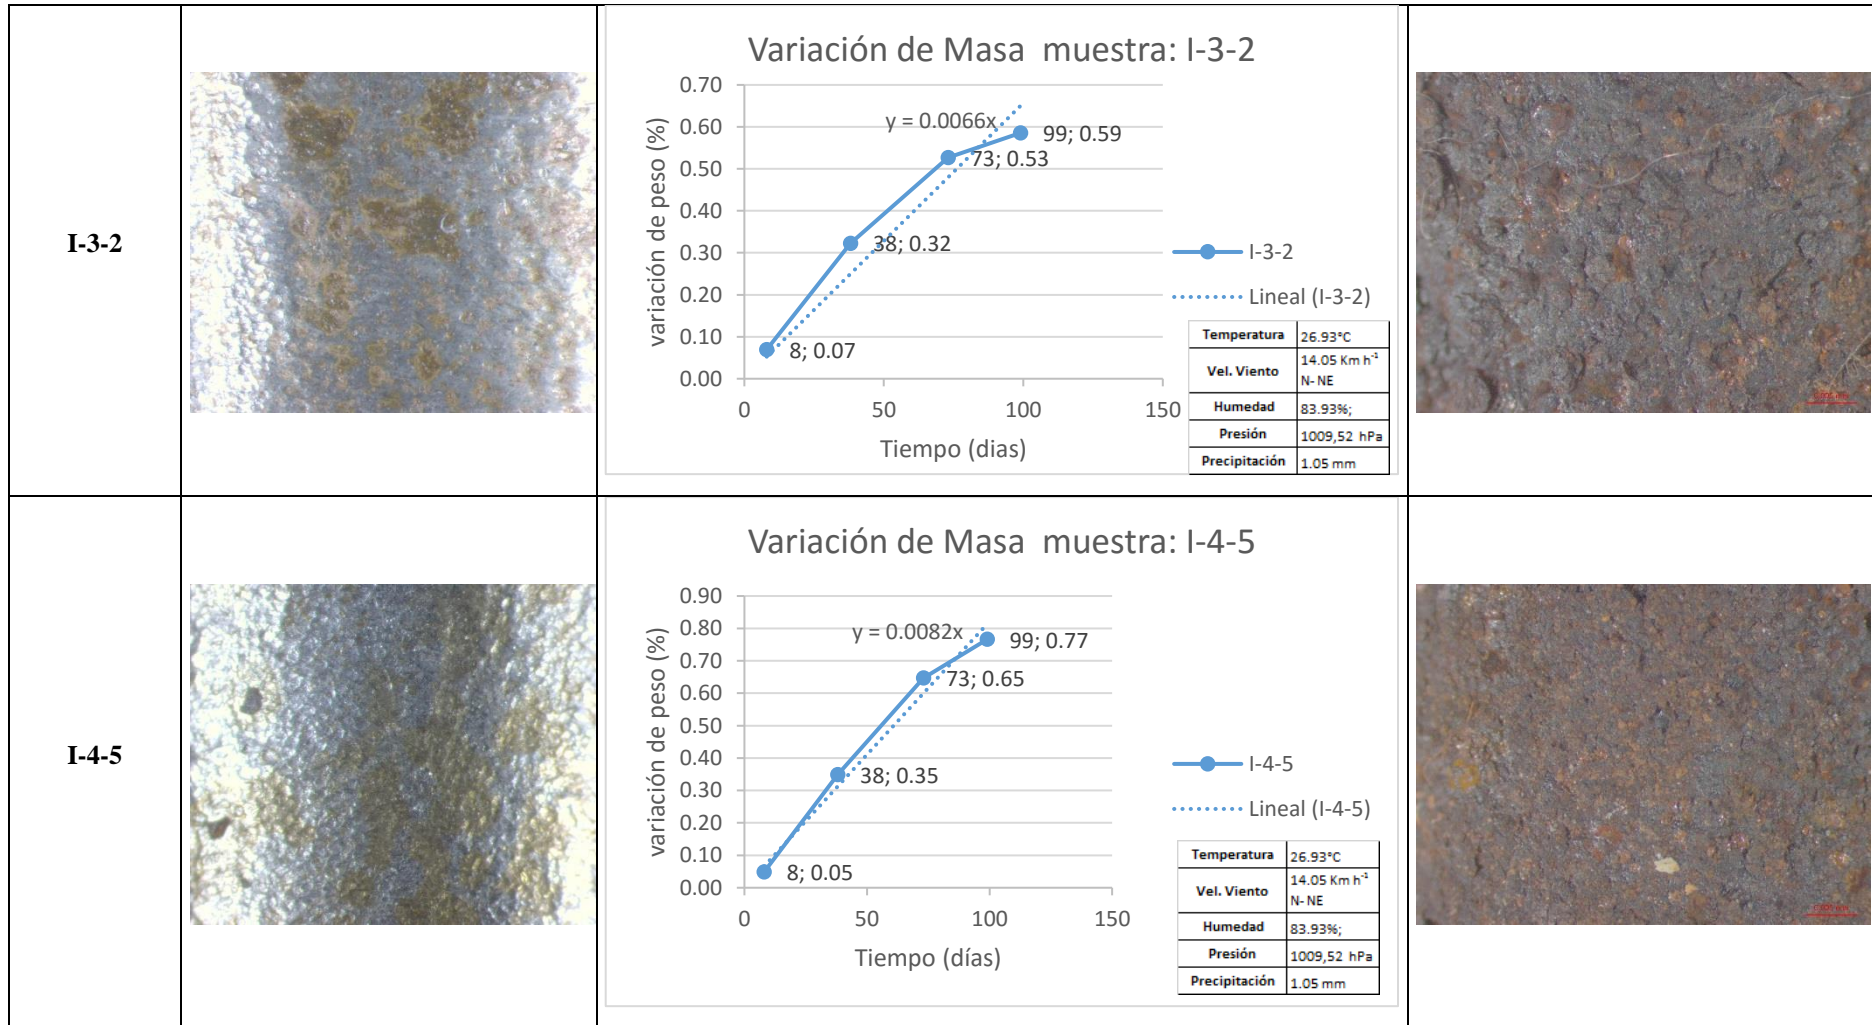 I-3-2
Variación de Masa  muestra: I-3-2
variación de peso (%)
0.70
0.60
0.50
0.40
0.30
0.20
0.10
0.00
y = 0.0066x
99; 0.59
73; 0.53
38; 0.32
8; 0.07
0 50 100 150
Tiempo (dias)
I-3-2
Lineal (I-3-2)
Temperatura 26.93°C
Vel. Viento 14.05 Km h⁻¹
N- NE
Humedad 83.93%;
Presión 1009,52 hPa
Precipitación 1.05 mm
I-4-5
Variación de Masa  muestra: I-4-5
variación de peso (%)
0.90
0.80
0.70
0.60
0.50
0.40
0.30
0.20
0.10
0.00
y = 0.0082x
99; 0.77
73; 0.65
38; 0.35
8; 0.05
0 50 100 150
Tiempo (días)
I-4-5
Lineal (I-4-5)
Temperatura 26.93°C
Vel. Viento 14.05 Km h⁻¹
N- NE
Humedad 83.93%;
Presión 1009,52 hPa
Precipitación 1.05 mm